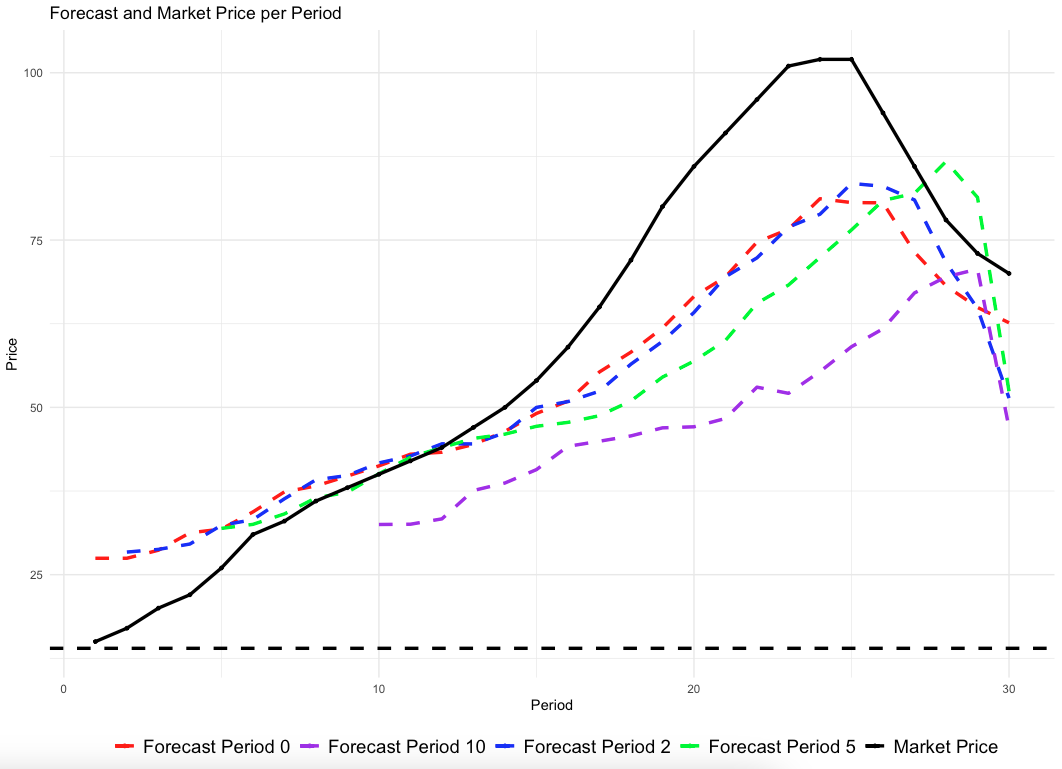 Forecast and Market Price per Period
100
75
50
25
Price
0 10 20 30
Period
Forecast Period 0 Forecast Period 10 Forecast Period 2 Forecast Period 5 Market Price